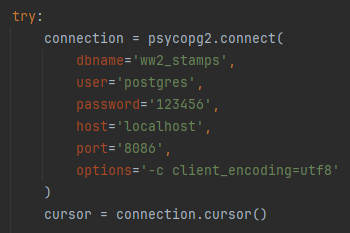 try:
    connection = psycopg2.connect(
        dbname='ww2_stamps',
        user='postgres',
        password='123456',
        host='localhost',
        port='8086',
        options='-c client_encoding=utf8'
    )
    cursor = connection.cursor()